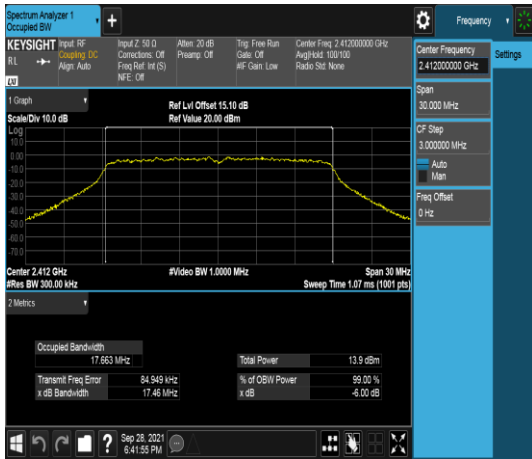 Spectrum Analyzer 1
Occupied BW
+
Frequency
KEYSIGHT
RL
LXI
Input: RF
Coupling: DC
Align: Auto
Input Z: 50 Ω
Corrections: Off
Freq Ref: Int (S)
NFE: Off
Atten: 20 dB
Preamp: Off
Trig: Free Run
Gate: Off
#IF Gain: Low
Center Freq: 2.412000000 GHz
Avg|Hold: 100/100
Radio Std: None
Center Frequency
2.412000000 GHz
Settings
Span
30.000 MHz
CF Step
3.000000 MHz
Auto
Man
Freq Offset
0 Hz
1 Graph
Scale/Div 10.0 dB
Ref Lvl Offset 15.10 dB
Ref Value 20.00 dBm
Log
10.0
0.00
-10.0
-20.0
-30.0
-40.0
-50.0
-60.0
-70.0
Center 2.412 GHz
#Res BW 300.00 kHz
#Video BW 1.0000 MHz
Span 30 MHz
Sweep Time 1.07 ms (1001 pts)
2 Metrics
Occupied Bandwidth
17.663 MHz
Total Power 13.9 dBm
Transmit Freq Error 84.949 kHz
% of OBW Power 99.00 %
x dB Bandwidth 17.46 MHz
x dB -6.00 dB
?
Sep 28, 2021
6:41:55 PM